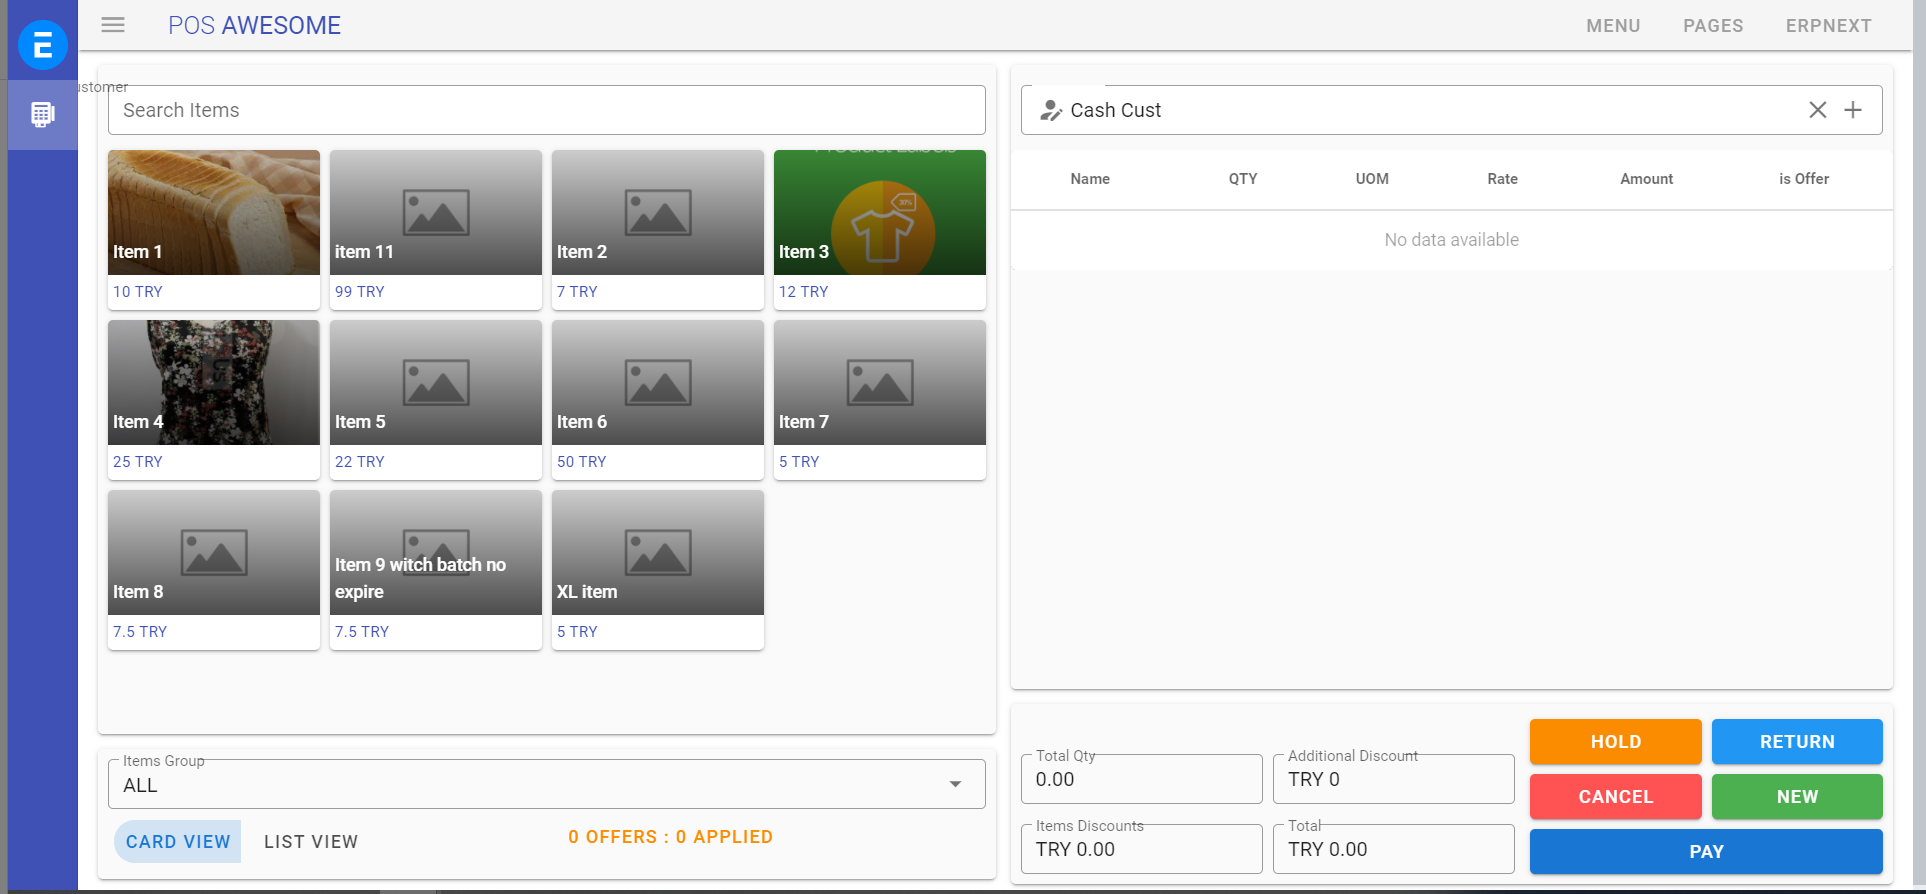 POS AWESOME
MENU
PAGES
ERPNEXT
ustomer
Search Items
Item 1
10 TRY
item 11
99 TRY
Item 2
7 TRY
30%
Item 3
12 TRY
Item 4
25 TRY
Item 5
22 TRY
Item 6
50 TRY
Item 7
5 TRY
Item 8
7.5 TRY
Item 9 witch batch no
expire
7.5 TRY
XL item
5 TRY
Items Group
ALL
CARD VIEW
LIST VIEW
0 OFFERS : 0 APPLIED
Cash Cust
Name QTY UOM Rate Amount is Offer
No data available
Total Qty
0.00
Additional Discount
TRY 0
Items Discounts
TRY 0.00
Total
TRY 0.00
HOLD
RETURN
CANCEL
NEW
PAY